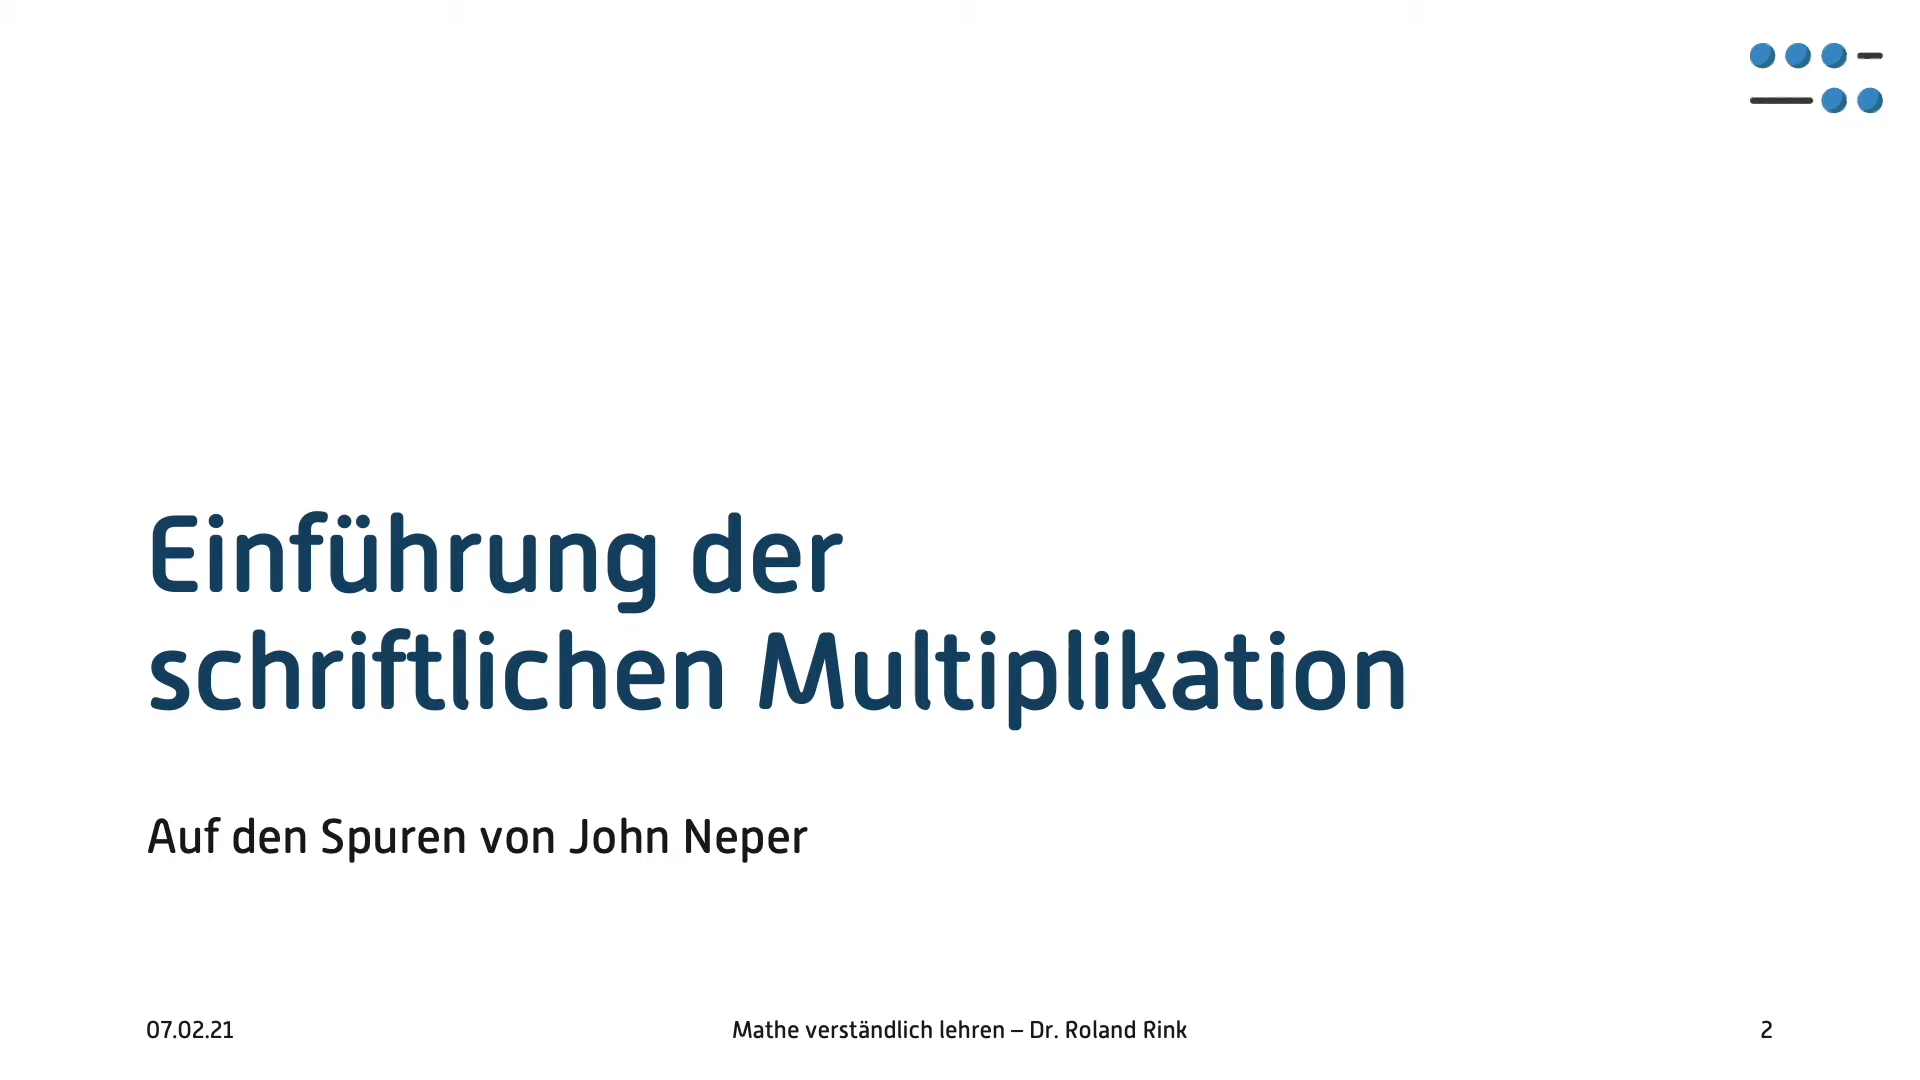 Einführung der
schriftlichen Multiplikation
Auf den Spuren von John Neper
07.02.21
Mathe verständlich lehren – Dr. Roland Rink
2